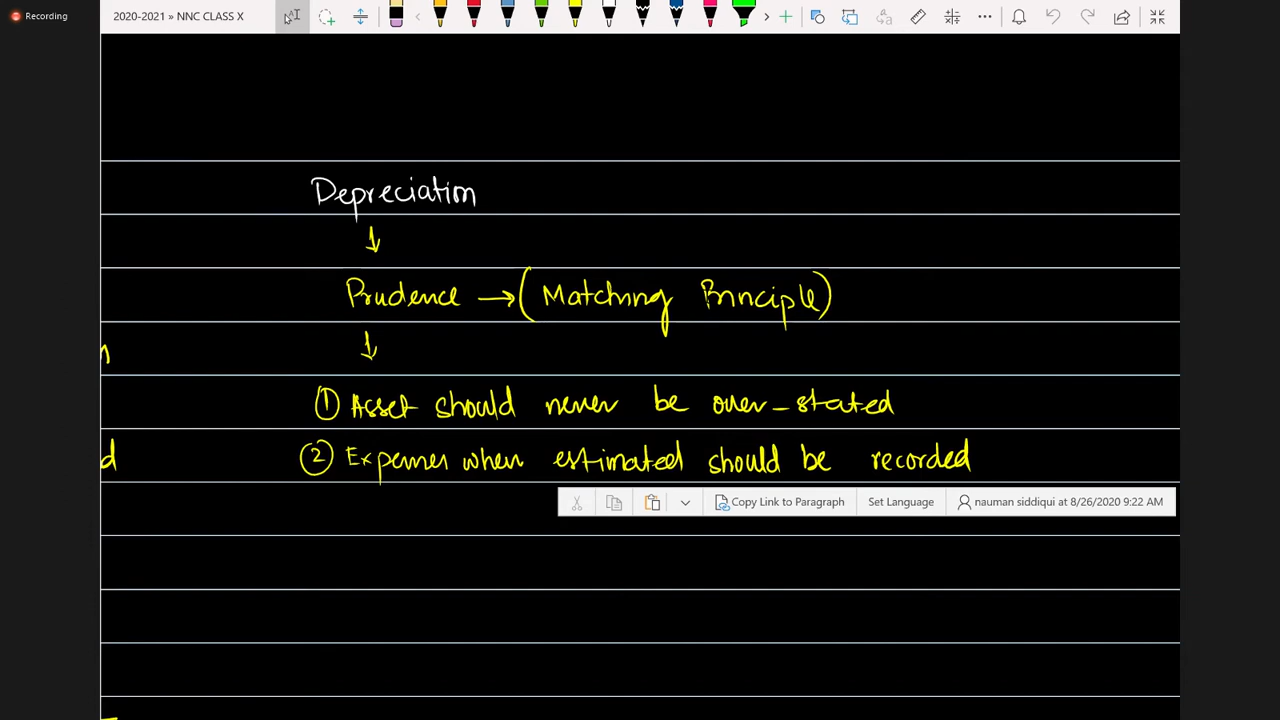 Recording
2020-2021 » NNC CLASS X
Depreciation
↓
Prudence → (Matching Principle)
↓
n
① Asset should never be over-stated
d
② Expenses when estimated should be recorded
Copy Link to Paragraph
Set Language
nauman siddiqui at 8/26/2020 9:22 AM